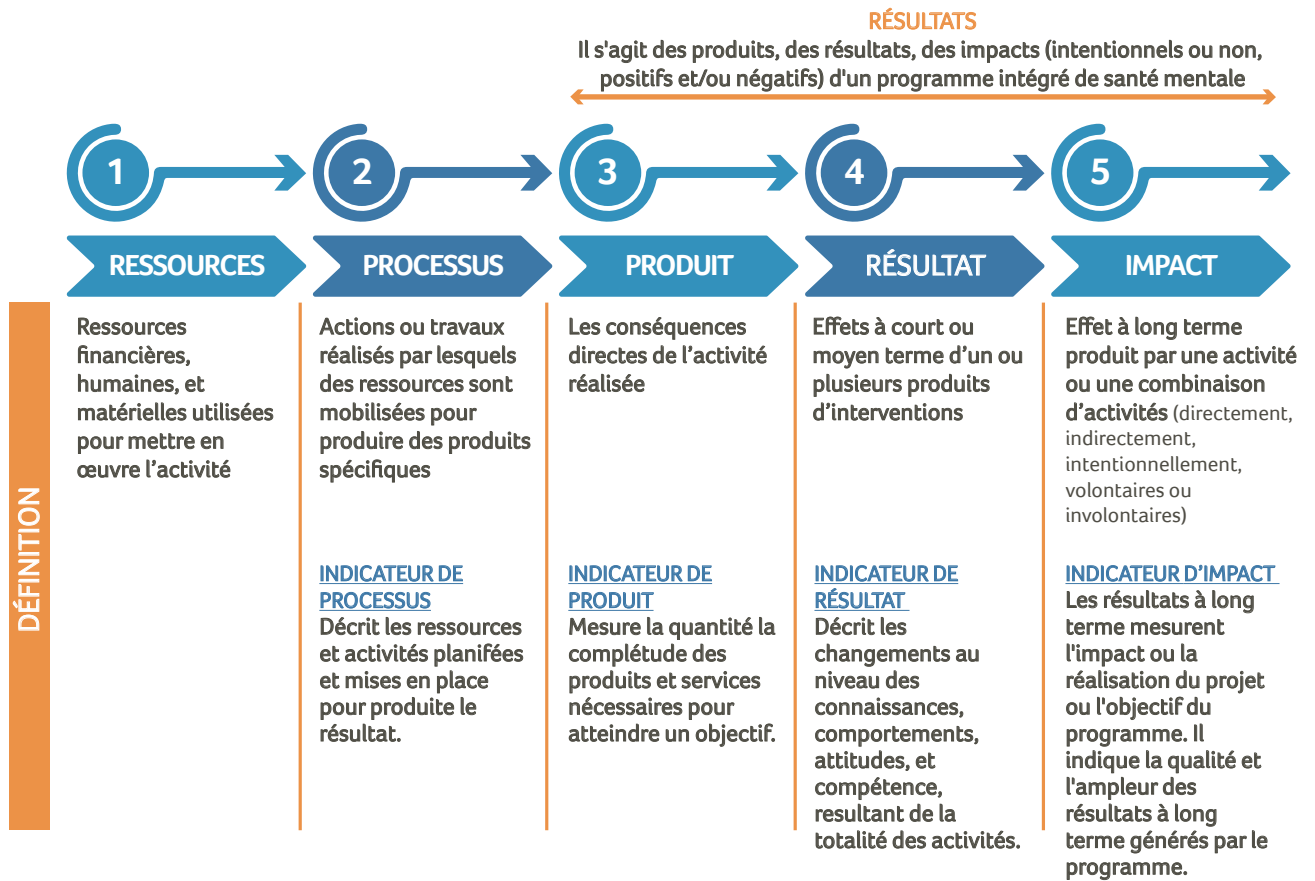 RÉSULTATS
Il s'agit des produits, des résultats, des impacts (intentionnels ou non,
positifs et/ou négatifs) d'un programme intégré de santé mentale
1
2
3
4
5
RESSOURCES
PROCESSUS
PRODUIT
RÉSULTAT
IMPACT
DÉFINITION
Ressources
financières,
humaines, et
matérielles utilisées
pour mettre en
œuvre l’activité
Actions ou travaux
réalisés par lesquels
des ressources sont
mobilisées pour
produire des produits
spécifiques
INDICATEUR DE
PROCESSUS
Décrit les ressources
et activités planifées
et mises en place
pour produite le
résultat.
Les conséquences
directes de l’activité
réalisée
INDICATEUR DE
PRODUIT
Mesure la quantité la
complétude des
produits et services
nécessaires pour
atteindre un objectif.
Effets à court ou
moyen terme d’un ou
plusieurs produits
d’interventions
INDICATEUR DE
RÉSULTAT
Décrit les
changements au
niveau des
connaissances,
comportements,
attitudes, et
compétence,
resultant de la
totalité des activités.
Effet à long terme
produit par une activité
ou une combinaison
d’activités (directement,
indirectement,
intentionnellement,
volontaires ou
involontaires)
INDICATEUR D’IMPACT
Les résultats à long
terme mesurent
l'impact ou la
réalisation du projet
ou l'objectif du
programme. Il
indique la qualité et
l'ampleur des
résultats à long
terme générés par le
programme.